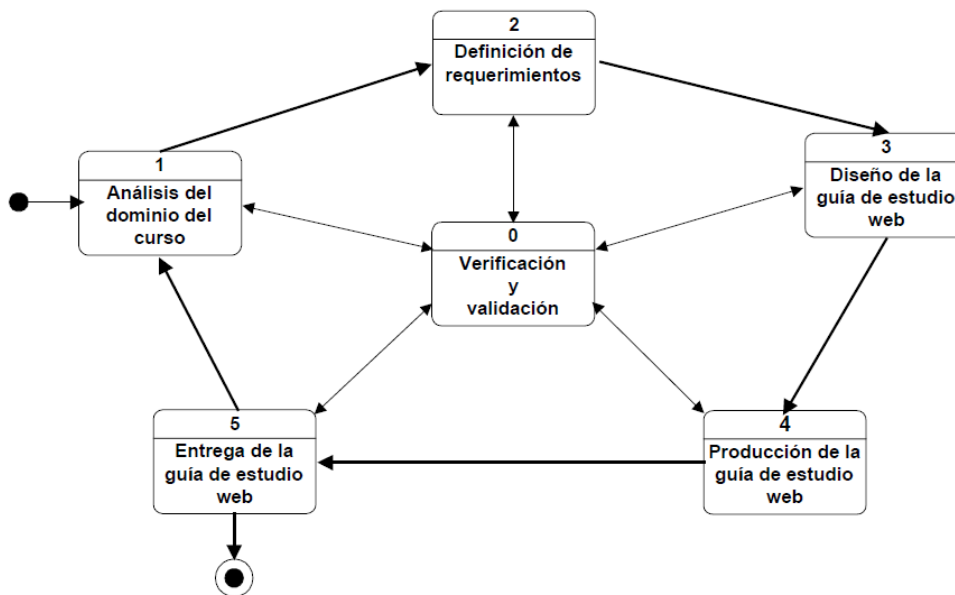 2
Definición de
requerimientos
1
Análisis del
dominio del
curso
3
Diseño de la
guía de estudio
web
0
Verificación
y
validación
5
Entrega de la
guía de estudio
web
4
Producción de la
guía de estudio
web